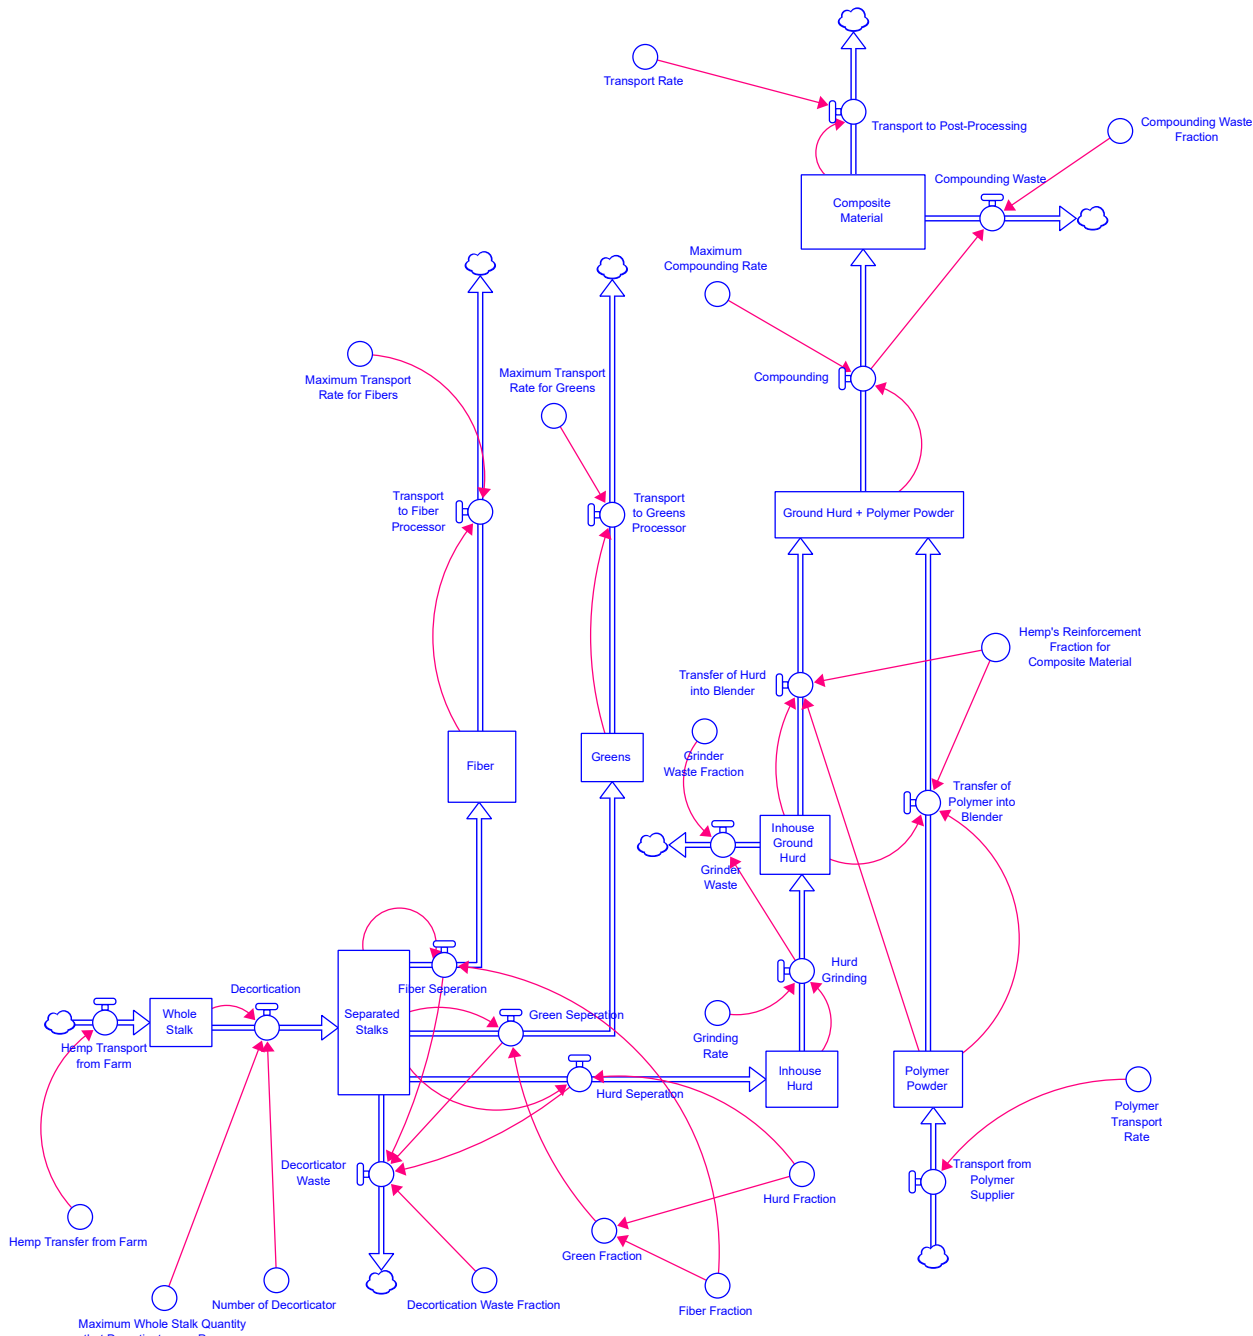 Transport Rate
Transport to Post-Processing
Compounding Waste
Fraction
Compounding Waste
Composite
Material
Maximum
Compounding Rate
Maximum Transport
Rate for Fibers
Maximum Transport
Rate for Greens
Compounding
Transport
to Fiber
Processor
Transport
to Greens
Processor
Ground Hurd + Polymer Powder
Hemp's Reinforcement
Fraction for
Composite Material
Transfer of Hurd
into Blender
Fiber
Greens
Grinder
Waste Fraction
Transfer of
Polymer into
Blender
Inhouse
Ground
Hurd
Grinder
Waste
Hurd
Grinding
Decortication
Fiber Seperation
Whole
Stalk
Separated
Stalks
Green Seperation
Hemp Transport
from Farm
Grinding
Rate
Inhouse
Hurd
Polymer
Powder
Hurd Seperation
Polymer
Transport
Rate
Decorticator
Waste
Transport from
Polymer
Supplier
Hurd Fraction
Hemp Transfer from Farm
Green Fraction
Number of Decorticator
Decortication Waste Fraction
Fiber Fraction
Maximum Whole Stalk Quantity